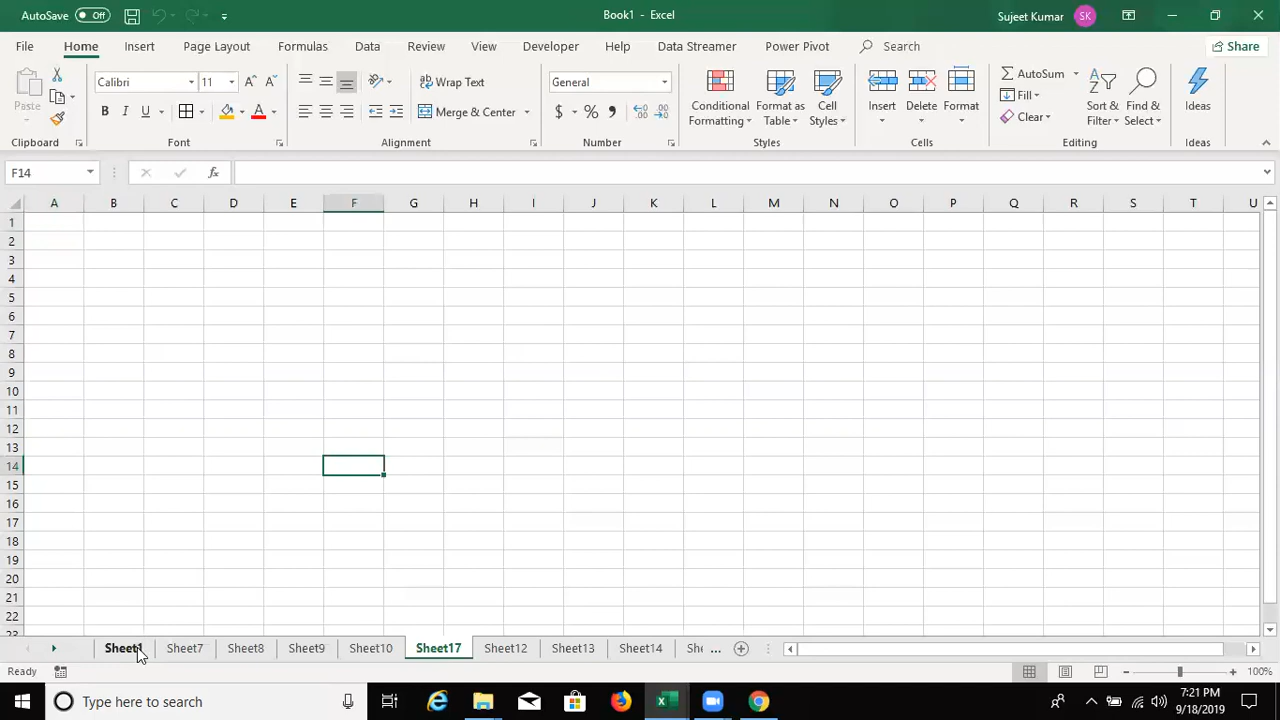 AutoSave Off Book1 - Excel Sujeet Kumar SK
File Home Insert Page Layout Formulas Data Review View Developer Help Data Streamer Power Pivot Search Share
Calibri 11 Wrap Text General AutoSum
Paste Fill Conditional Formatting Format as Table Cell Styles Insert Delete Format Sort & Filter Find & Select Ideas
B I U Merge & Center $ % Clear
Clipboard Font Alignment Number Styles Cells Editing Ideas
F14 fx
A B C D E F G H I J K L M N O P Q R S T U
1
2
3
4
5
6
7
8
9
10
11
12
13
14
15
16
17
18
19
20
21
22
23
Sheet1 Sheet7 Sheet8 Sheet9 Sheet10 Sheet17 Sheet12 Sheet13 Sheet14 She ...
Ready 100%
Type here to search 7:21 PM
9/18/2019